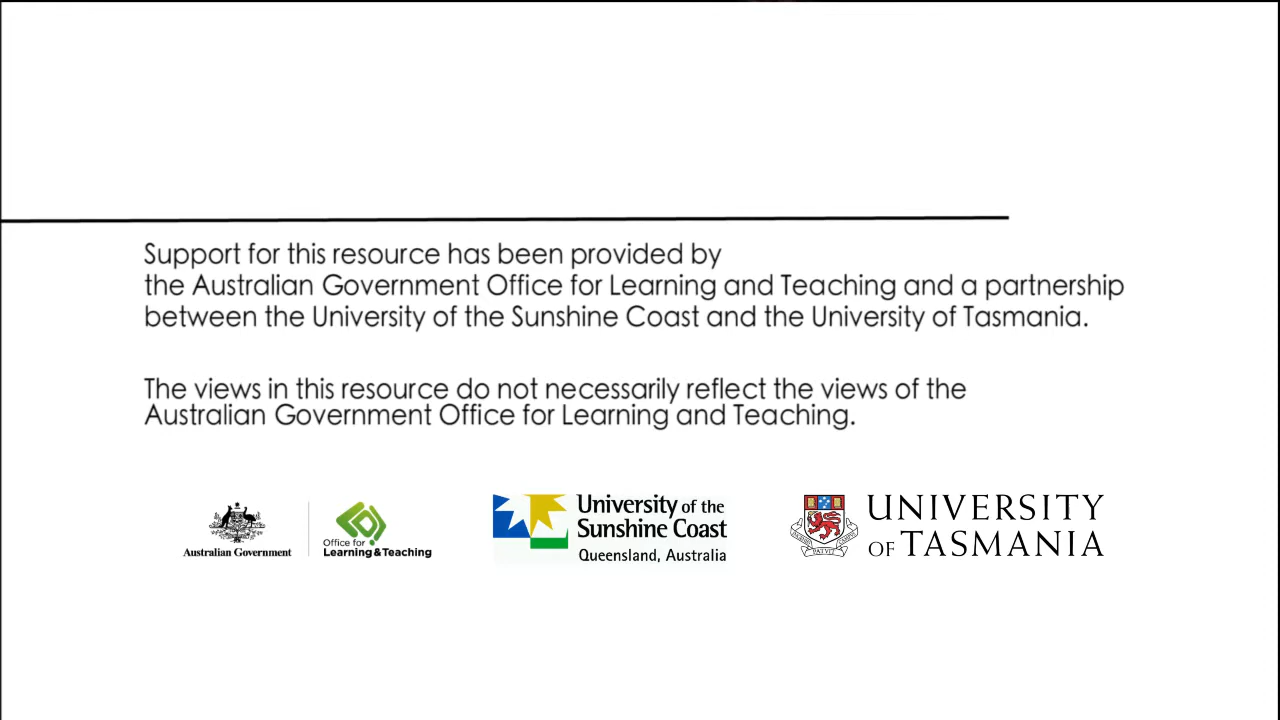 Support for this resource has been provided by
the Australian Government Office for Learning and Teaching and a partnership
between the University of the Sunshine Coast and the University of Tasmania.
The views in this resource do not necessarily reflect the views of the
Australian Government Office for Learning and Teaching.
Australian Government
Office for
Learning & Teaching
University of the
Sunshine Coast
Queensland, Australia
UNIVERSITY
OF TASMANIA